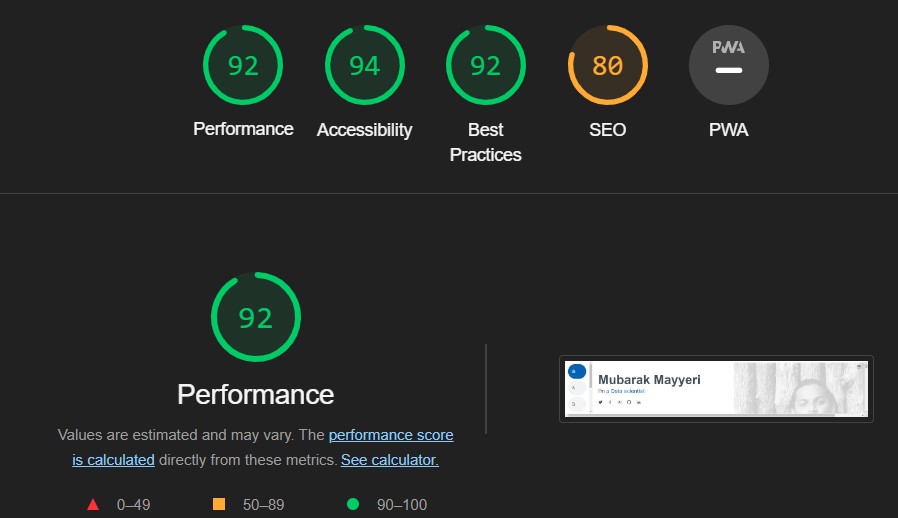 92 94 92 80 PWA
Performance Accessibility Best Practices SEO PWA
92
Performance
Values are estimated and may vary. The performance score
is calculated directly from these metrics. See calculator.
0–49 50–89 90–100
Mubarak Mayyeri
I'm a Data scientist